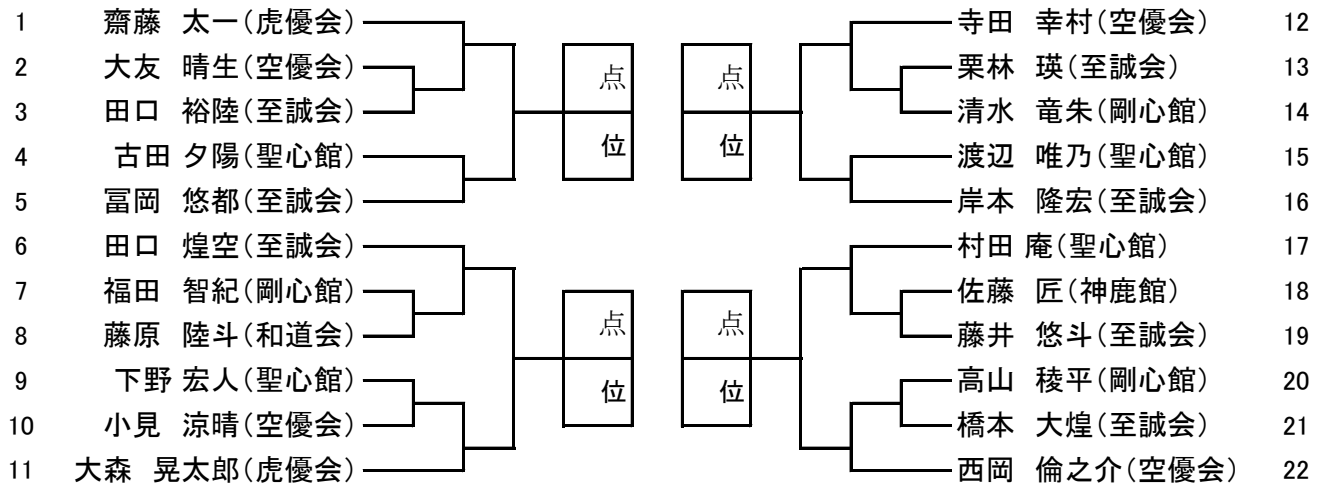 1 齋藤 太一(虎優会)
2 大友 晴生(空優会)
3 田口 裕陸(至誠会)
4 古田 夕陽(聖心館)
5 冨岡 悠都(至誠会)
6 田口 煌空(至誠会)
7 福田 智紀(剛心館)
8 藤原 陸斗(和道会)
9 下野 宏人(聖心館)
10 小見 涼晴(空優会)
11 大森 晃太郎(虎優会)
点
位
点
位
点
位
点
位
寺田 幸村(空優会) 12
栗林 瑛(至誠会) 13
清水 竜朱(剛心館) 14
渡辺 唯乃(聖心館) 15
岸本 隆宏(至誠会) 16
村田 庵(聖心館) 17
佐藤 匠(神鹿館) 18
藤井 悠斗(至誠会) 19
高山 稜平(剛心館) 20
橋本 大煌(至誠会) 21
西岡 倫之介(空優会) 22